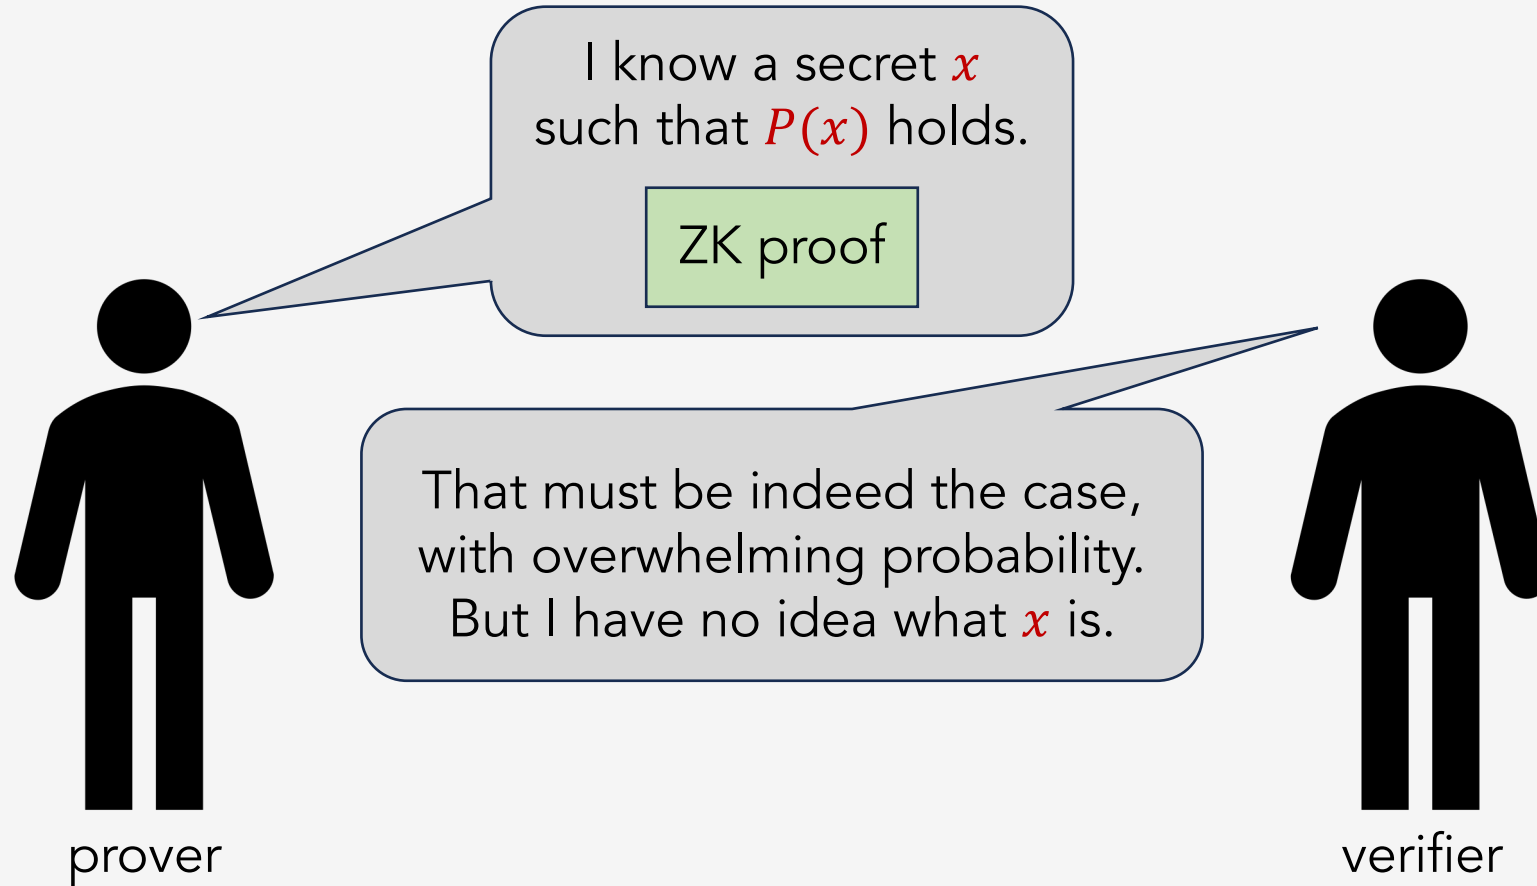 I know a secret x
such that P(x) holds.
ZK proof
That must be indeed the case,
with overwhelming probability.
But I have no idea what x is.
prover
verifier